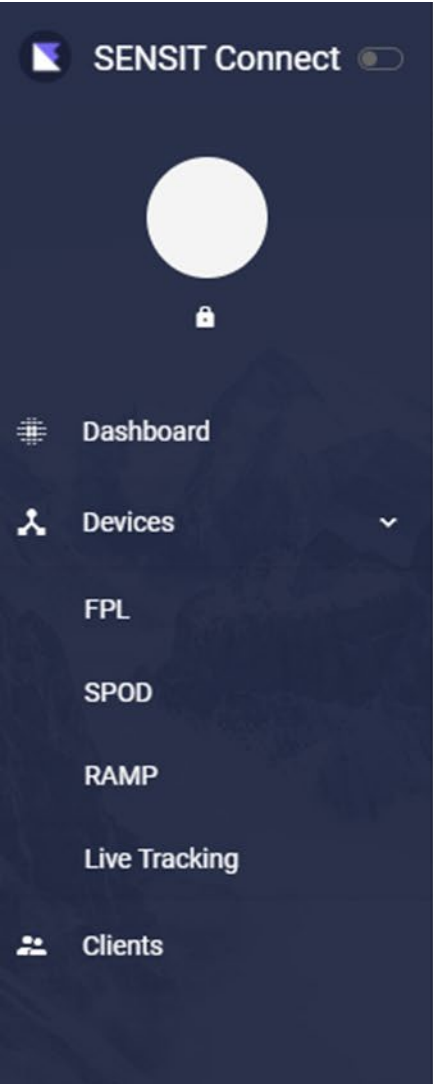 SENSIT Connect
Dashboard
Devices
FPL
SPOD
RAMP
Live Tracking
Clients